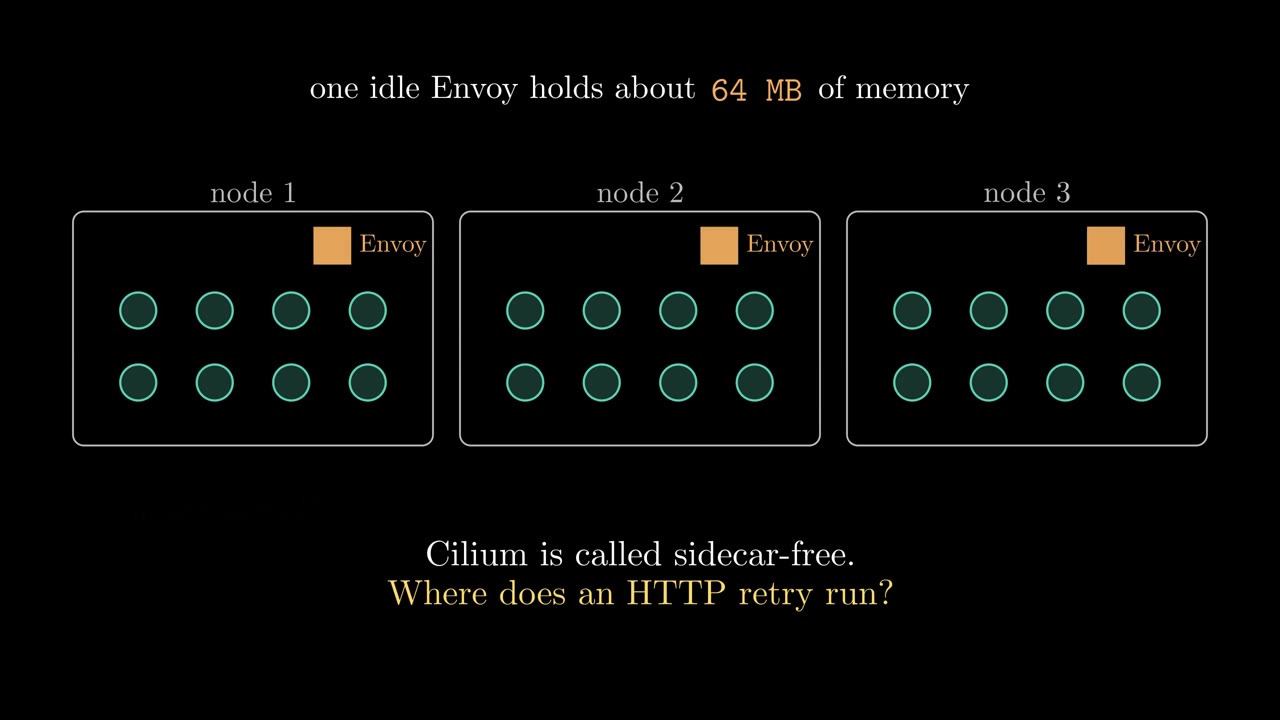 one idle Envoy holds about 64 MB of memory
node 1
node 2
node 3
Envoy
Envoy
Envoy
Cilium is called sidecar-free.
Where does an HTTP retry run?